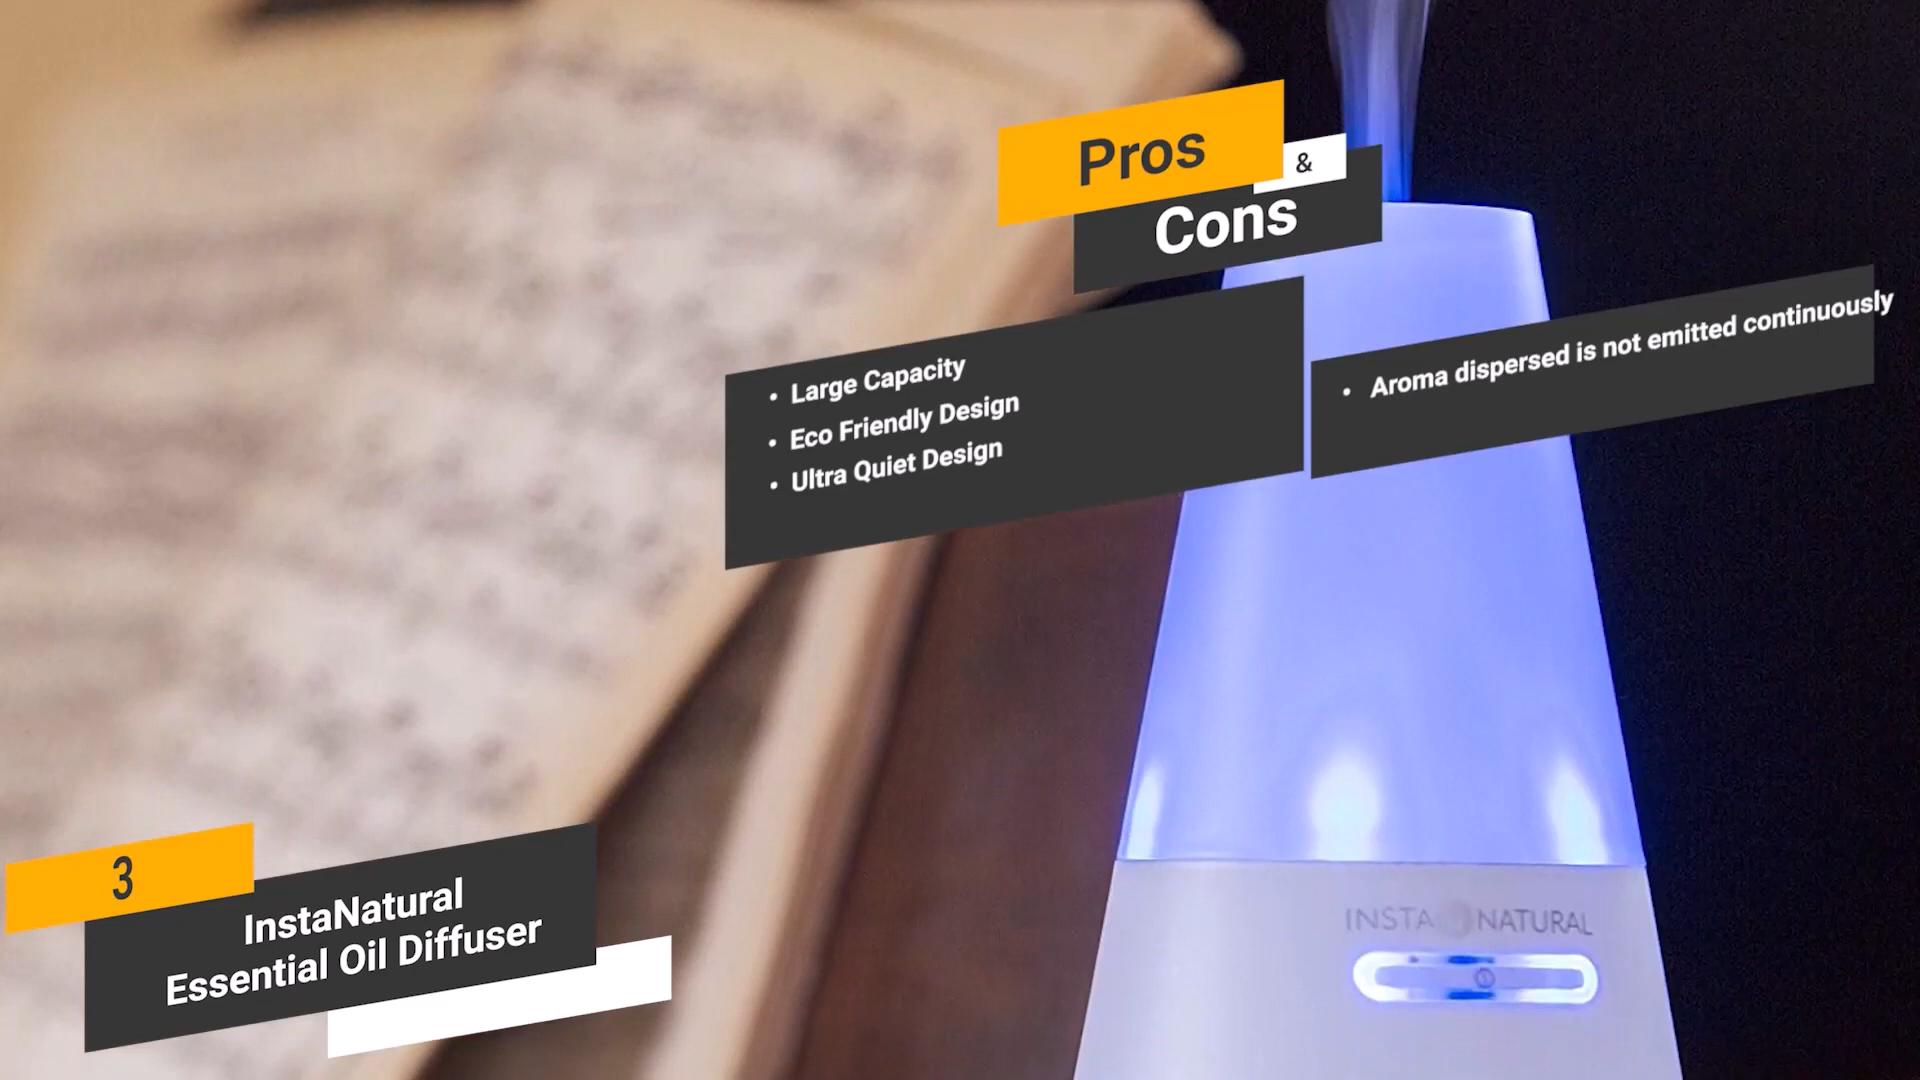 Pros
&
Cons
• Large Capacity
• Eco Friendly Design
• Ultra Quiet Design
• Aroma dispersed is not emitted continuously
3
InstaNatural
Essential Oil Diffuser
INSTA NATURAL